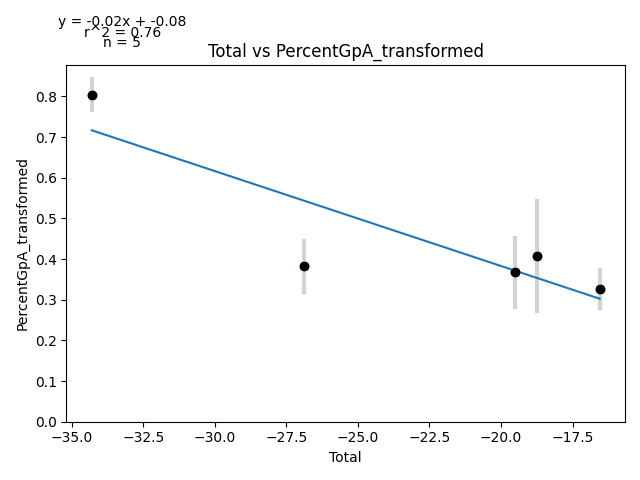 y = -0.02x + -0.08
r^2 = 0.76
n = 5
Total vs PercentGpA_transformed
PercentGpA_transformed
0.8
0.7
0.6
0.5
0.4
0.3
0.2
0.1
0.0
−35.0 −32.5 −30.0 −27.5 −25.0 −22.5 −20.0 −17.5
Total